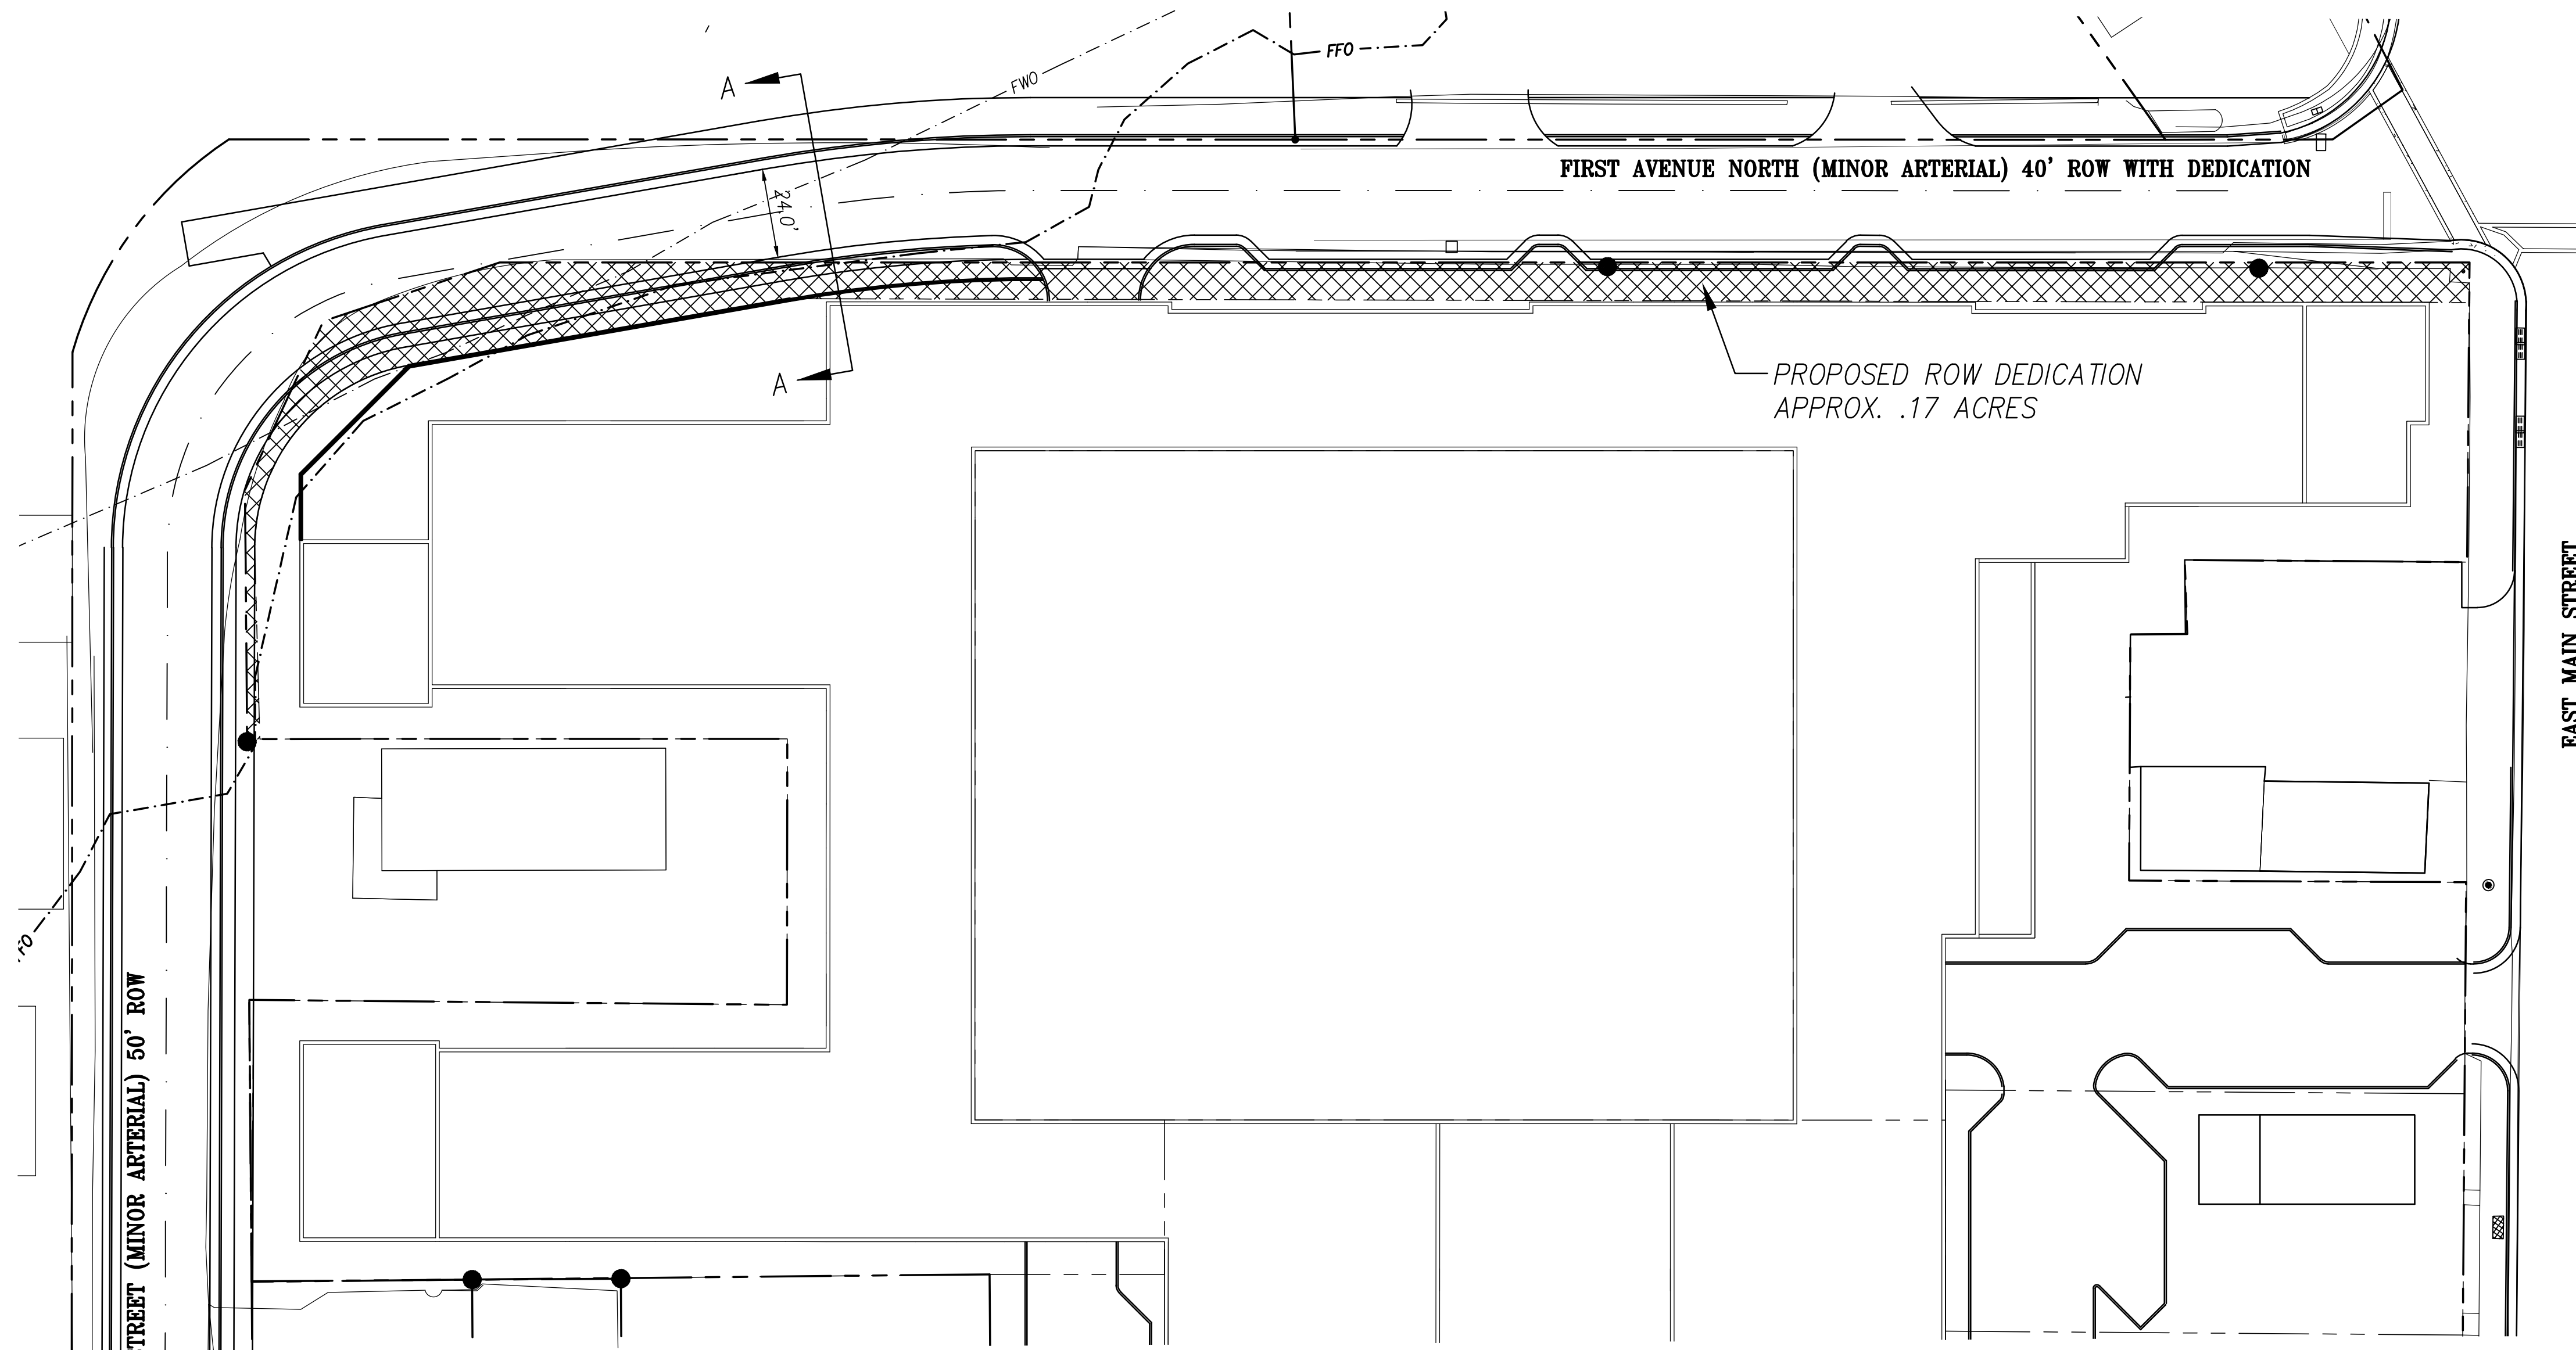 FFO
A
FWO
FIRST AVENUE NORTH (MINOR ARTERIAL) 40' ROW WITH DEDICATION
24.0'
A
PROPOSED ROW DEDICATION
APPROX. .17 ACRES
EAST MAIN STREET
TREET (MINOR ARTERIAL) 50' ROW